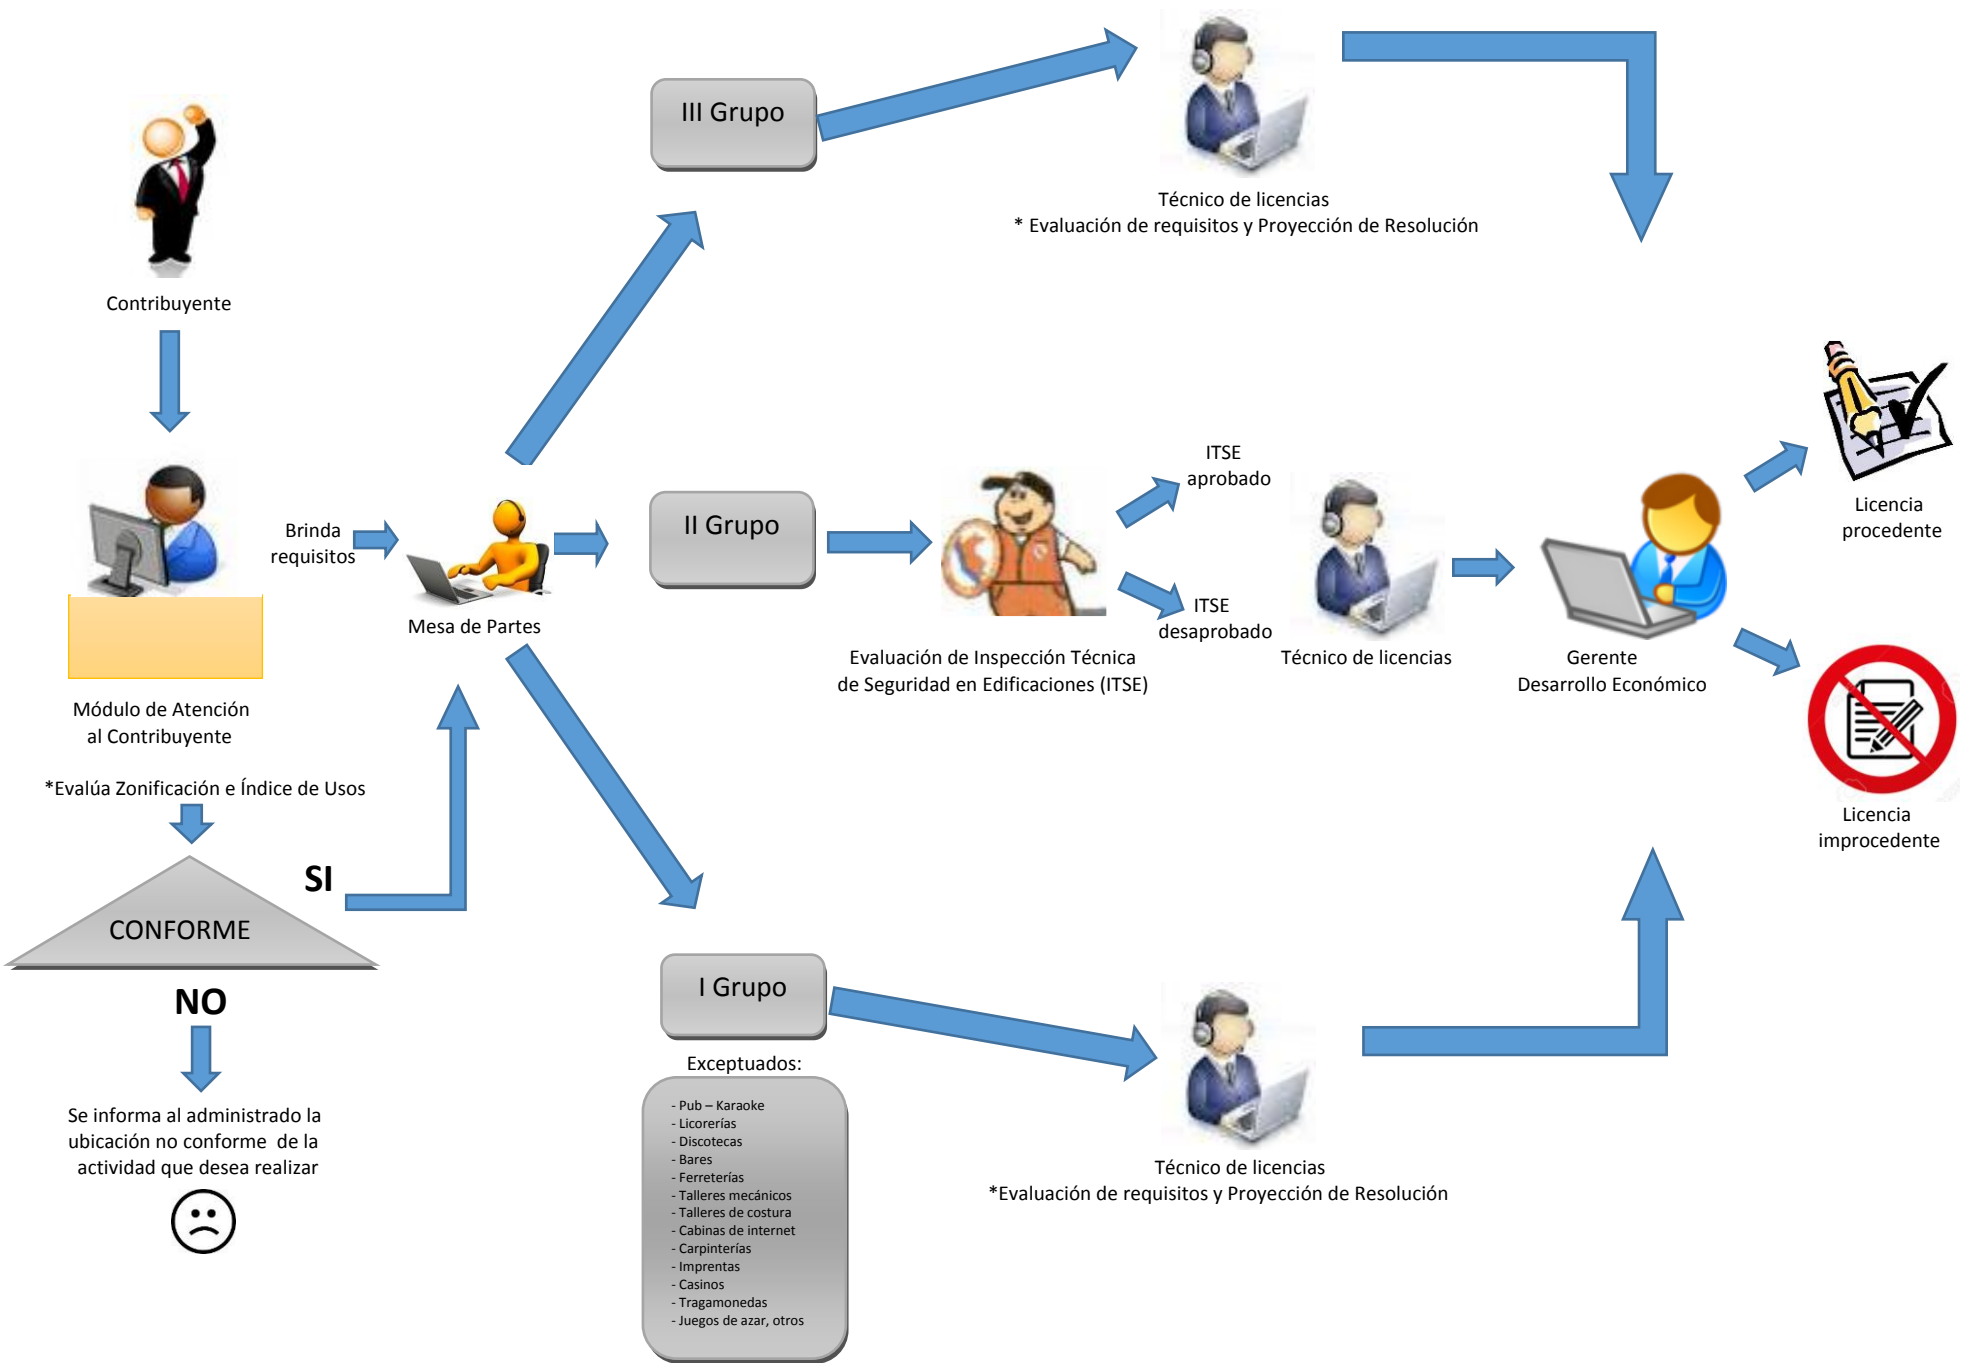 III Grupo
Técnico de licencias
* Evaluación de requisitos y Proyección de Resolución
Contribuyente
Módulo de Atención
al Contribuyente
*Evalúa Zonificación e Índice de Usos
CONFORME
SI
NO
Se informa al administrado la
ubicación no conforme de la
actividad que desea realizar
Brinda
requisitos
Mesa de Partes
II Grupo
Evaluación de Inspección Técnica
de Seguridad en Edificaciones (ITSE)
ITSE
aprobado
ITSE
desaprobado
Técnico de licencias
Gerente
Desarrollo Económico
Licencia
procedente
Licencia
improcedente
I Grupo
Exceptuados:
- Pub – Karaoke
- Licorerías
- Discotecas
- Bares
- Ferreterías
- Talleres mecánicos
- Talleres de costura
- Cabinas de internet
- Carpinterías
- Imprentas
- Casinos
- Tragamonedas
- Juegos de azar, otros
Técnico de licencias
*Evaluación de requisitos y Proyección de Resolución